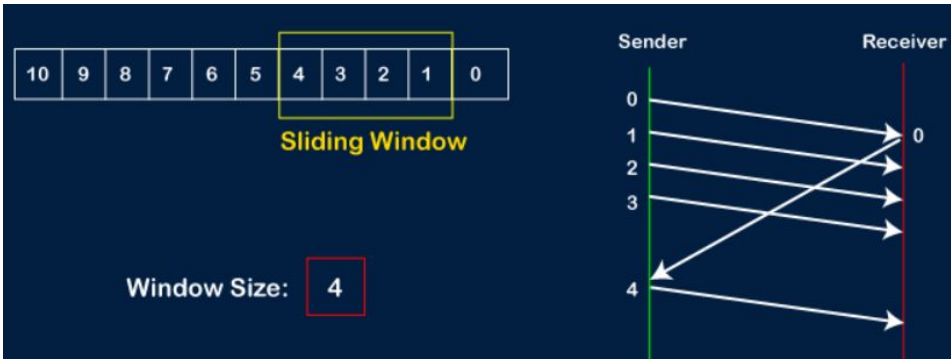 Sender Receiver
10 9 8 7 6 5 4 3 2 1 0
Sliding Window
0
1 0
2
3
Window Size: 4
4